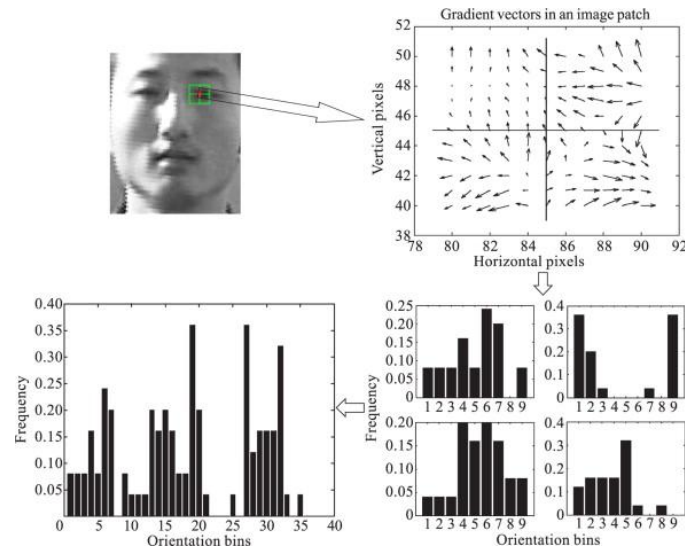 Gradient vectors in an image patch
52
50
48
46
44
42
40
38
Vertical pixels
78 80 82 84 86 88 90 92
Horizontal pixels
0.40
0.35
0.30
0.25
0.20
0.15
0.10
0.05
Frequency
0 5 10 15 20 25 30 35 40
Orientation bins
0.25
0.20
0.15
0.10
0.05
0
1 2 3 4 5 6 7 8 9
0.4
0.3
0.2
0.1
0
1 2 3 4 5 6 7 8 9
Frequency
0.20
0.15
0.10
0.05
0
1 2 3 4 5 6 7 8 9
0.4
0.3
0.2
0.1
0
1 2 3 4 5 6 7 8 9
Orientation bins